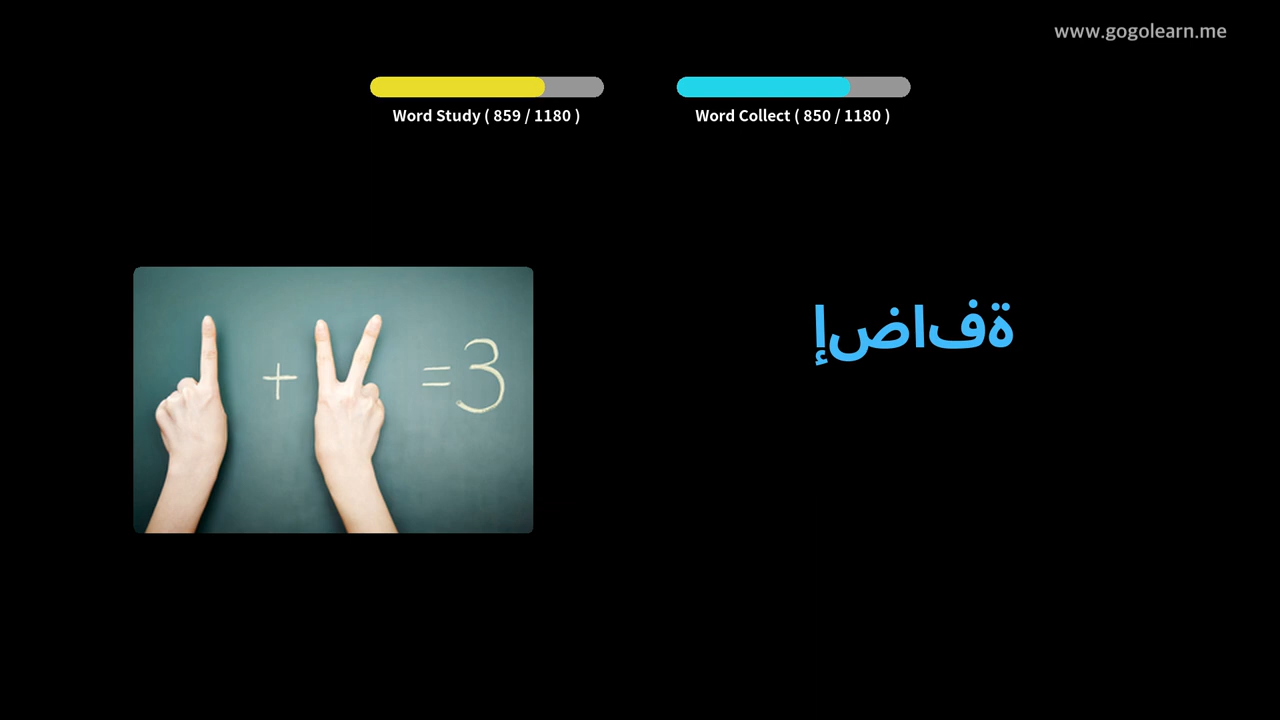 www.gogolearn.me
Word Study ( 859 / 1180 )
Word Collect ( 850 / 1180 )
ةفاضإ
+ =3